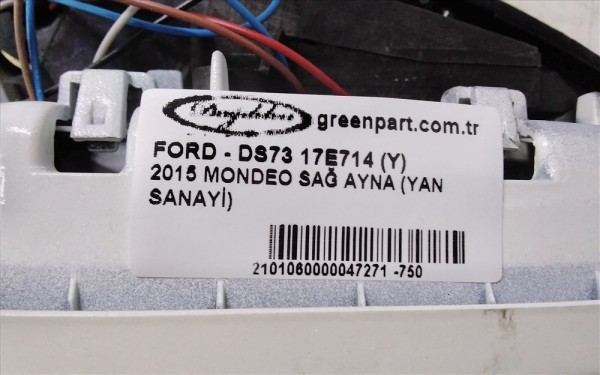 greenpart.com.tr
FORD - DS73 17E714 (Y)
2015 MONDEO SAĞ AYNA (YAN
SANAYİ)
2101060000047271 -750